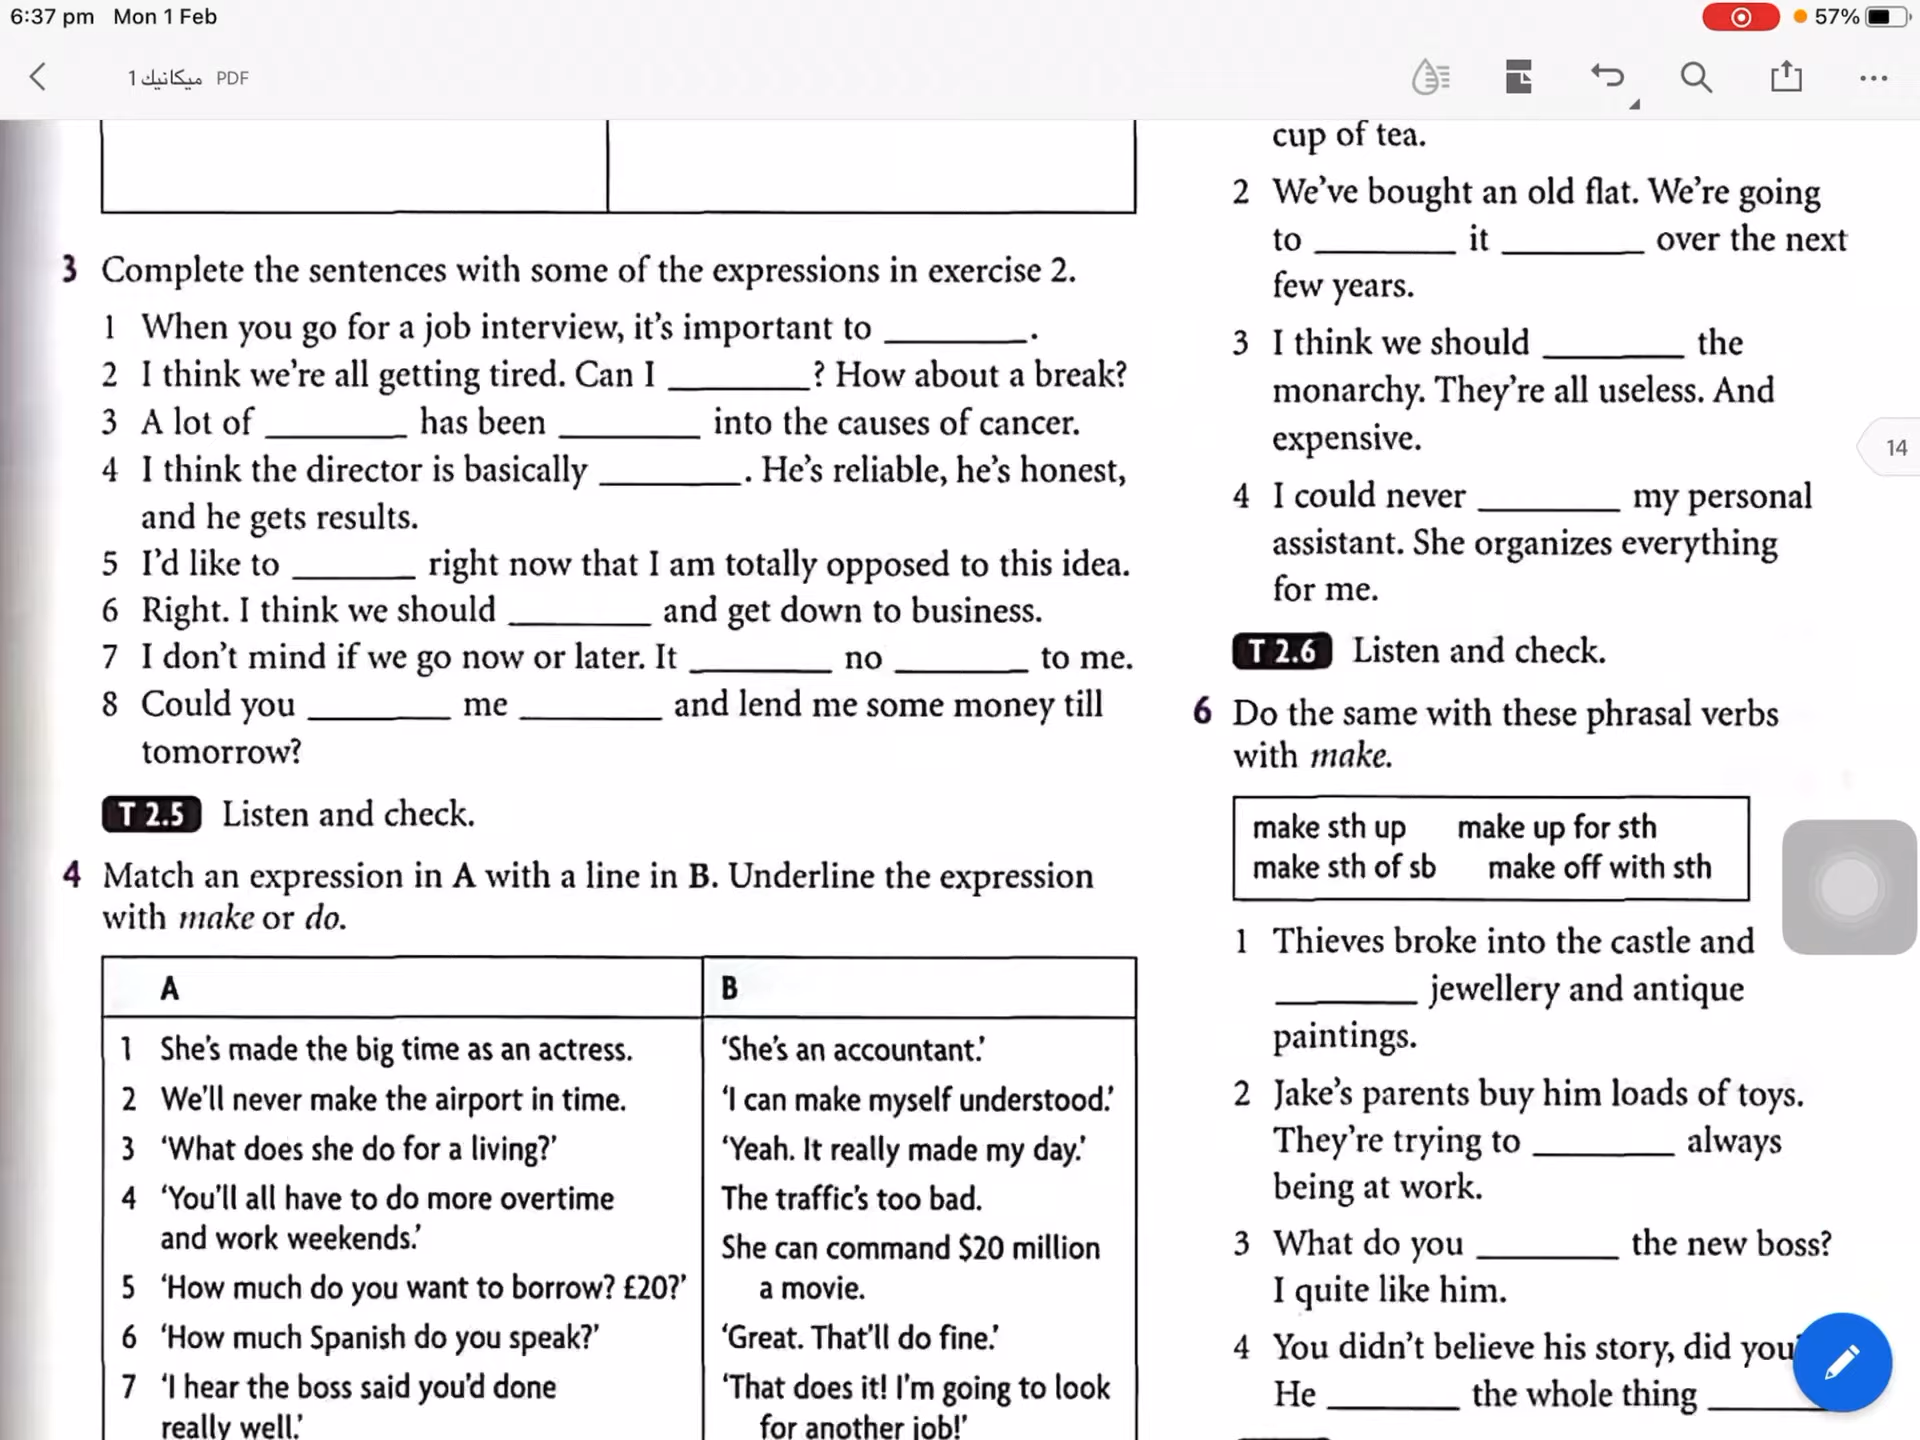 6:37 pm Mon 1 Feb
57%
ميكانيك 1 PDF
3 Complete the sentences with some of the expressions in exercise 2.
1 When you go for a job interview, it's important to ________.
2 I think we're all getting tired. Can I ________? How about a break?
3 A lot of ________ has been ________ into the causes of cancer.
4 I think the director is basically ________. He's reliable, he's honest,
and he gets results.
5 I'd like to ________ right now that I am totally opposed to this idea.
6 Right. I think we should ________ and get down to business.
7 I don't mind if we go now or later. It ________ no ________ to me.
8 Could you ________ me ________ and lend me some money till
tomorrow?
T 2.5 Listen and check.
4 Match an expression in A with a line in B. Underline the expression
with make or do.
A
1 She's made the big time as an actress.
2 We'll never make the airport in time.
3 'What does she do for a living?'
4 'You'll all have to do more overtime
and work weekends.'
5 'How much do you want to borrow? £20?'
6 'How much Spanish do you speak?'
7 'I hear the boss said you'd done
really well.'
B
'She's an accountant.'
'I can make myself understood.'
'Yeah. It really made my day.'
The traffic's too bad.
She can command $20 million
a movie.
'Great. That'll do fine.'
'That does it! I'm going to look
for another job!'
cup of tea.
2 We've bought an old flat. We're going
to ________ it ________ over the next
few years.
3 I think we should ________ the
monarchy. They're all useless. And
expensive.
4 I could never ________ my personal
assistant. She organizes everything
for me.
T 2.6 Listen and check.
6 Do the same with these phrasal verbs
with make.
make sth up make up for sth
make sth of sb make off with sth
1 Thieves broke into the castle and
________ jewellery and antique
paintings.
2 Jake's parents buy him loads of toys.
They're trying to ________ always
being at work.
3 What do you ________ the new boss?
I quite like him.
4 You didn't believe his story, did you
He ________ the whole thing ________
14